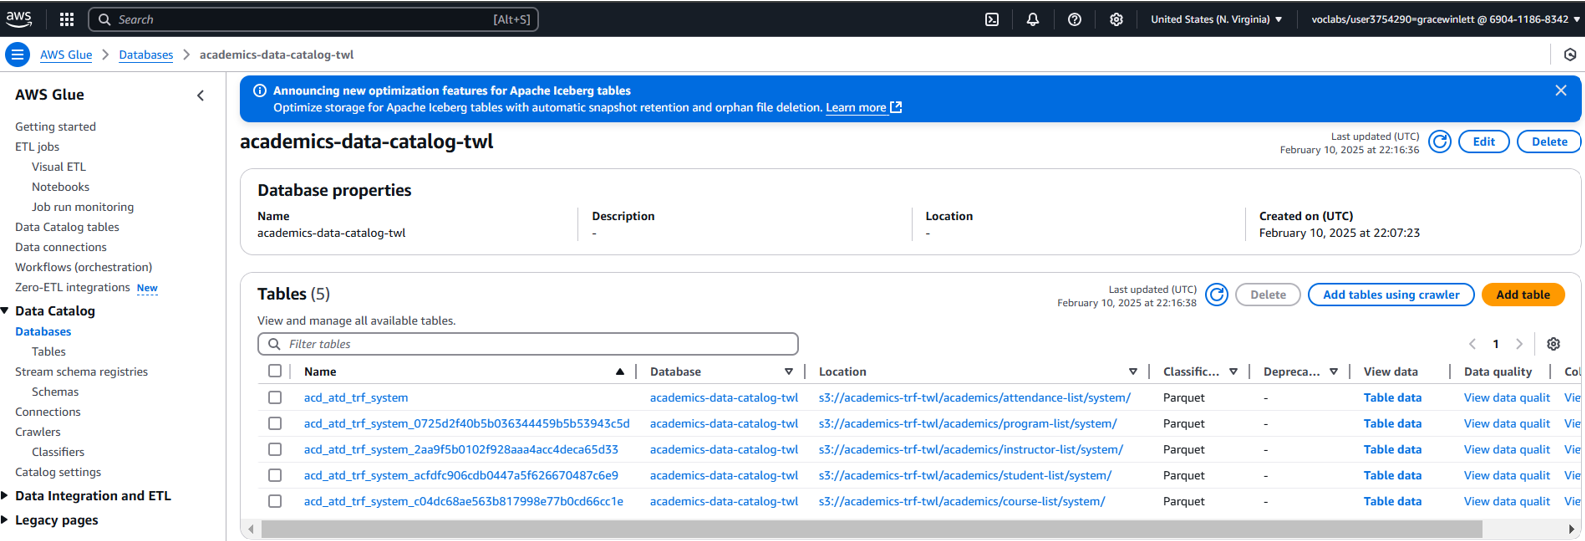 aws Search [Alt+S] United States (N. Virginia) voclabs/user3754290=gracewinlett @ 6904-1186-8342
AWS Glue > Databases > academics-data-catalog-twl
AWS Glue
Getting started
ETL jobs
Visual ETL
Notebooks
Job run monitoring
Data Catalog tables
Data connections
Workflows (orchestration)
Zero-ETL integrations New
Data Catalog
Databases
Tables
Stream schema registries
Schemas
Connections
Crawlers
Classifiers
Catalog settings
Data Integration and ETL
Legacy pages
Announcing new optimization features for Apache Iceberg tables
Optimize storage for Apache Iceberg tables with automatic snapshot retention and orphan file deletion. Learn more
academics-data-catalog-twl
Last updated (UTC)
February 10, 2025 at 22:16:36
Edit Delete
Database properties
Name Description Location Created on (UTC)
academics-data-catalog-twl - - February 10, 2025 at 22:07:23
Tables (5)
Last updated (UTC)
February 10, 2025 at 22:16:38
Delete Add tables using crawler Add table
View and manage all available tables.
Filter tables
1
Name Database Location Classific... Depreca... View data Data quality Col
acd_atd_trf_system academics-data-catalog-twl s3://academics-trf-twl/academics/attendance-list/system/ Parquet - Table data View data qualit Vie
acd_atd_trf_system_0725d2f40b5b036344459b5b53943c5d academics-data-catalog-twl s3://academics-trf-twl/academics/program-list/system/ Parquet - Table data View data qualit Vie
acd_atd_trf_system_2aa9f5b0102f928aaa4acc4deca65d33 academics-data-catalog-twl s3://academics-trf-twl/academics/instructor-list/system/ Parquet - Table data View data qualit Vie
acd_atd_trf_system_acfdfc906cdb0447a5f626670487c6e9 academics-data-catalog-twl s3://academics-trf-twl/academics/student-list/system/ Parquet - Table data View data qualit Vie
acd_atd_trf_system_c04dc68ae563b817998e77b0cd66cc1e academics-data-catalog-twl s3://academics-trf-twl/academics/course-list/system/ Parquet - Table data View data qualit Vie